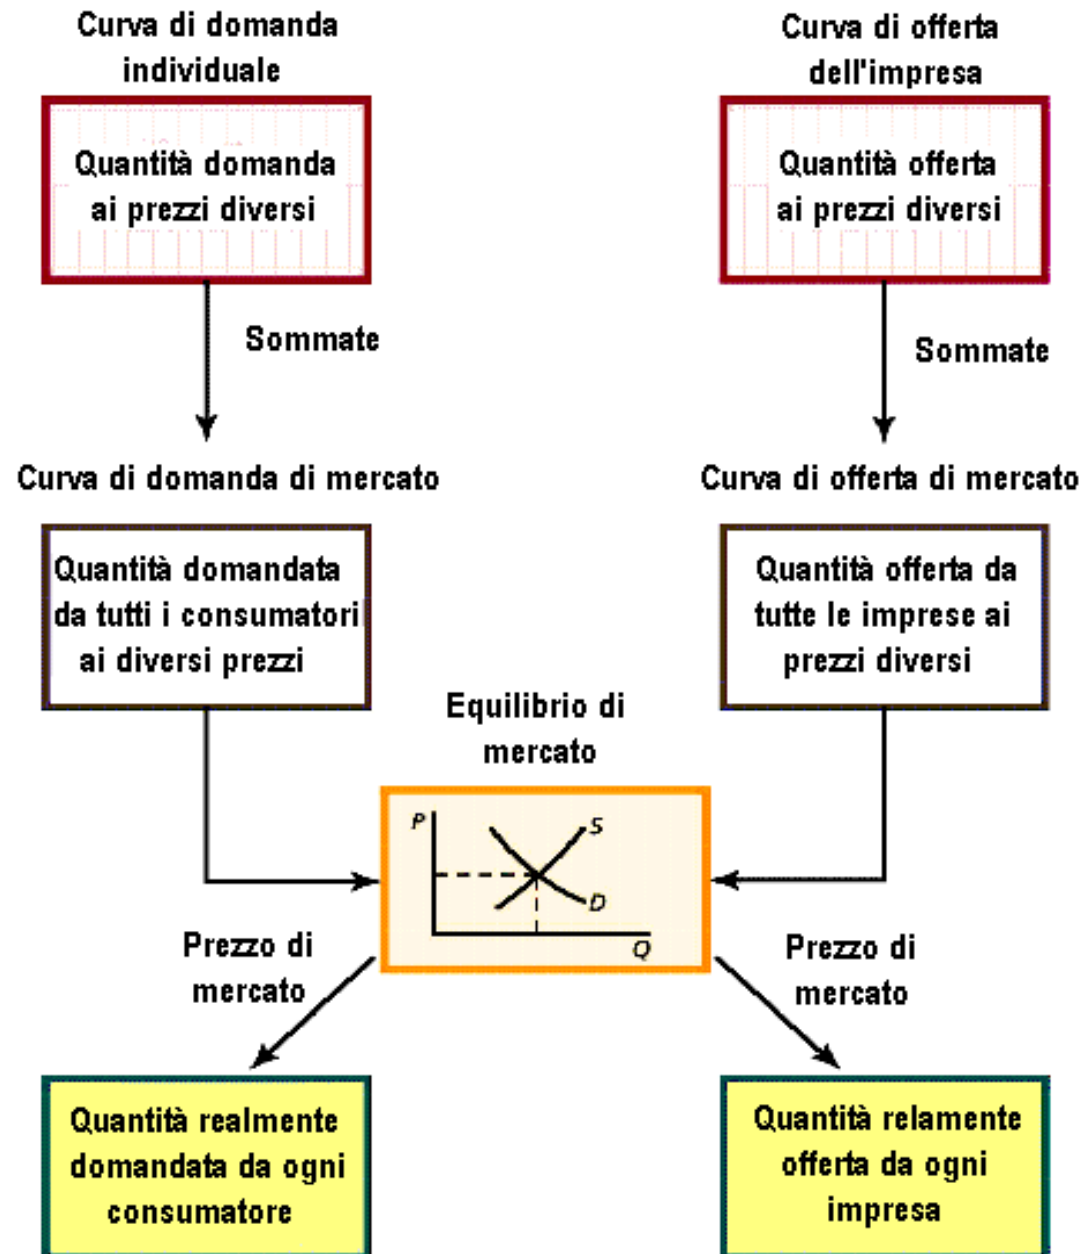 Curva di domanda
individuale
Quantità domanda
ai prezzi diversi
Sommate
Curva di domanda di mercato
Quantità domandata
da tutti i consumatori
ai diversi prezzi
Curva di offerta
dell'impresa
Quantità offerta
ai prezzi diversi
Sommate
Curva di offerta di mercato
Quantità offerta da
tutte le imprese ai
prezzi diversi
Equilibrio di
mercato
P
S
D
Q
Prezzo di
mercato
Quantità realmente
domandata da ogni
consumatore
Prezzo di
mercato
Quantità relamente
offerta da ogni
impresa